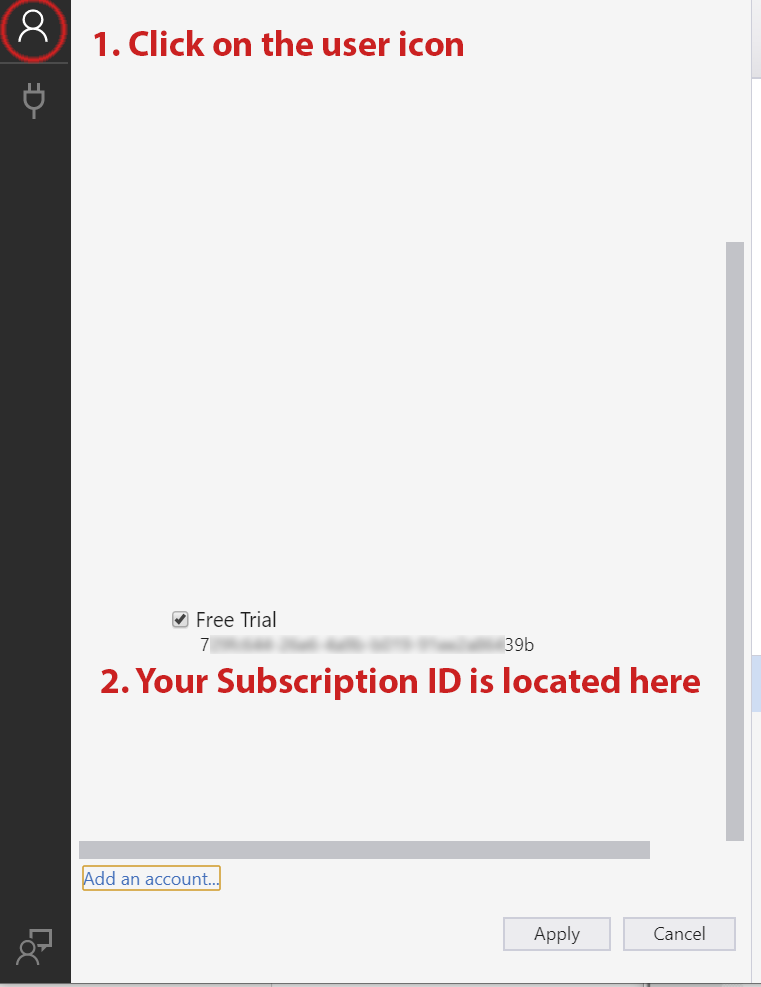 1. Click on the user icon
Free Trial
7
39b
2. Your Subscription ID is located here
Add an account...
Apply
Cancel